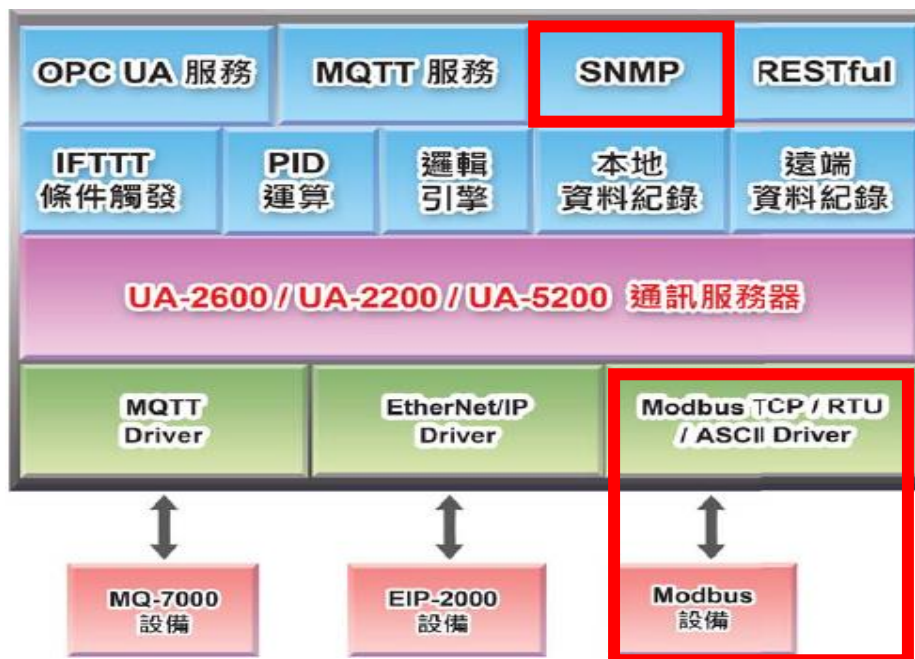 OPC UA 服務
MQTT 服務
SNMP
RESTful
IFTTT
條件觸發
PID
運算
邏輯
引擎
本地
資料紀錄
遠端
資料紀錄
UA-2600 / UA-2200 / UA-5200 通訊服務器
MQTT
Driver
EtherNet/IP
Driver
Modbus TCP / RTU
/ ASCII Driver
MQ-7000
設備
EIP-2000
設備
Modbus
設備